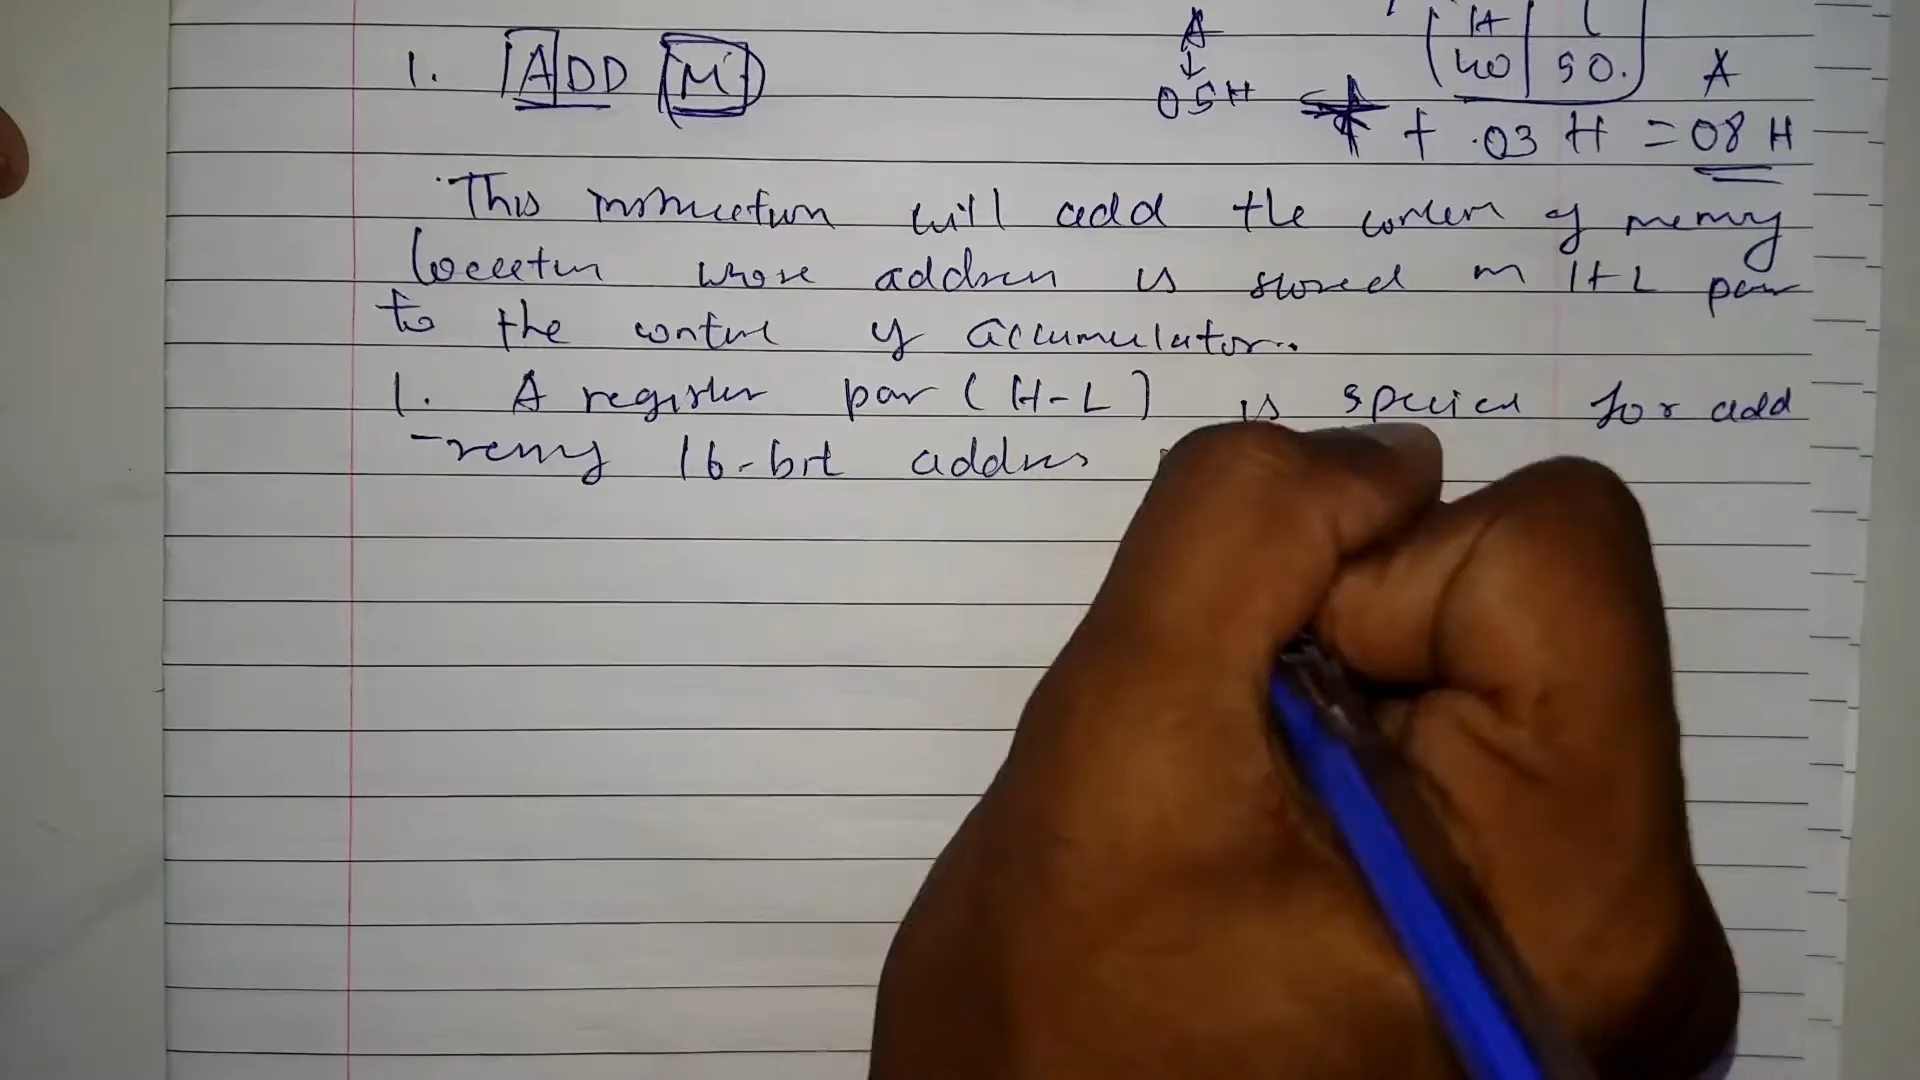 1. ADD M
A
↓
05H
H L
40 50.
A
+ .03 H = 08 H
This instruction will add the content of memory
location whose address is stored in H L pair
to the content of accumulator..
1. A register pair (H-L) is special for add
-ressing 16-bit address